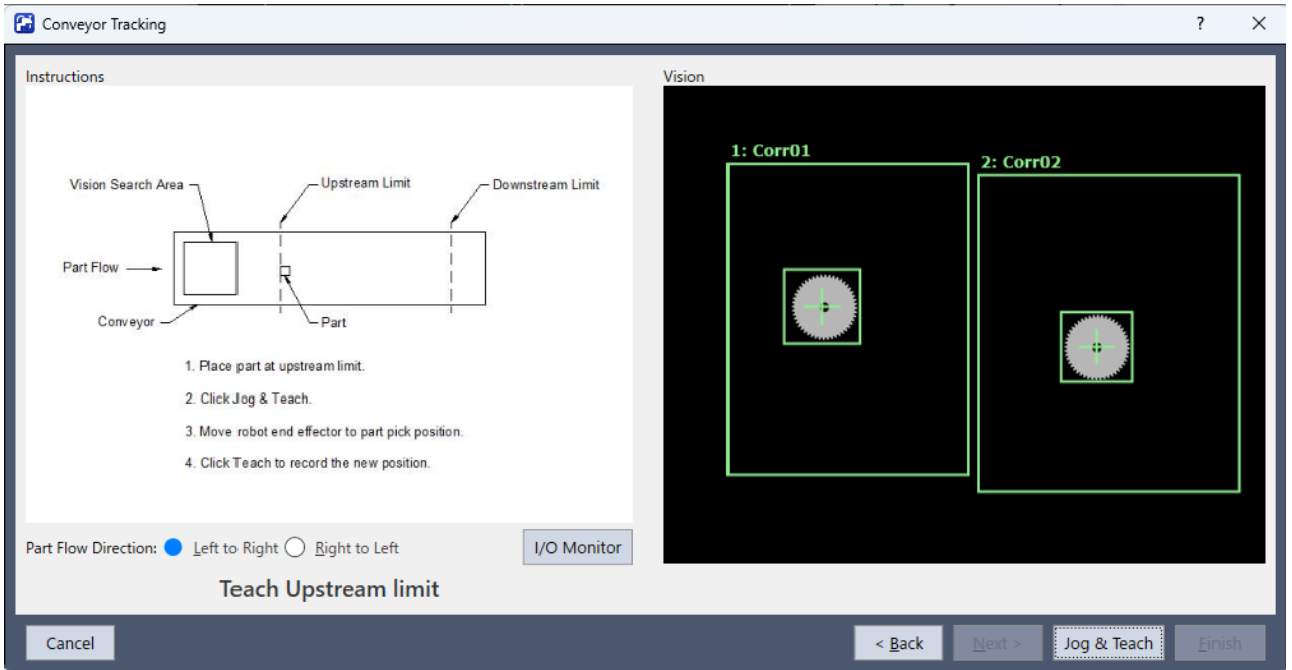 Conveyor Tracking
?
Instructions
Vision
Vision Search Area
Upstream Limit
Downstream Limit
Part Flow
Conveyor
Part
1. Place part at upstream limit.
2. Click Jog & Teach.
3. Move robot end effector to part pick position.
4. Click Teach to record the new position.
1: Corr01
2: Corr02
Part Flow Direction: Left to Right Right to Left
I/O Monitor
Teach Upstream limit
Cancel
< Back
Next >
Jog & Teach
Finish